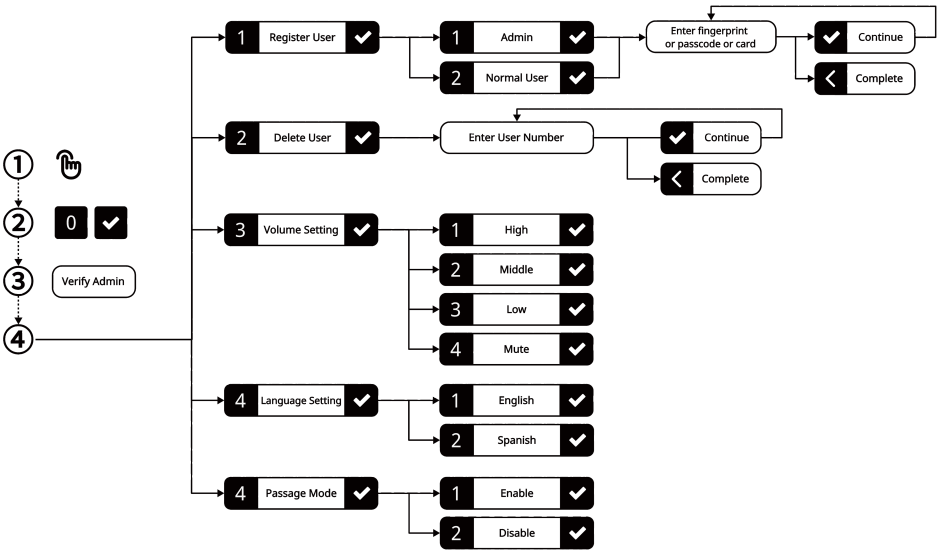 1 Register User
1 Admin
2 Normal User
Enter fingerprint
or passcode or card
Continue
Complete
2 Delete User
Enter User Number
Continue
Complete
1
2
0
3
Verify Admin
4
3 Volume Setting
1 High
2 Middle
3 Low
4 Mute
4 Language Setting
1 English
2 Spanish
4 Passage Mode
1 Enable
2 Disable